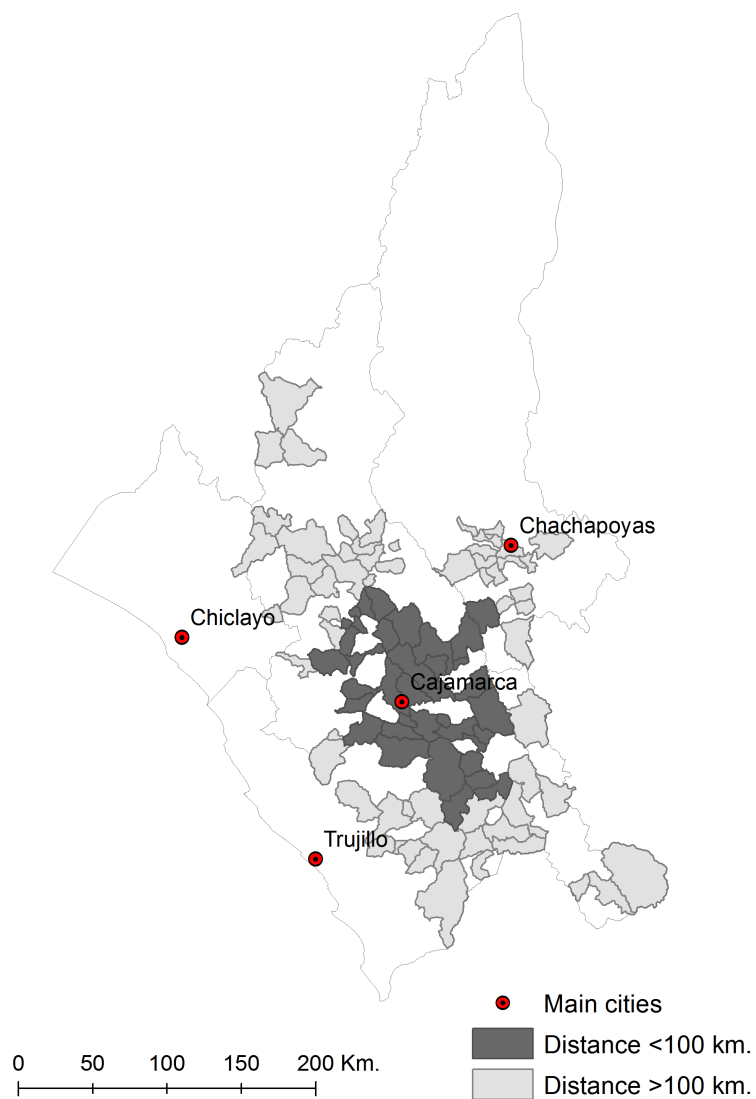 Chachapoyas
Chiclayo
Cajamarca
Trujillo
Main cities
Distance <100 km.
Distance >100 km.
0 50 100 150 200 Km.